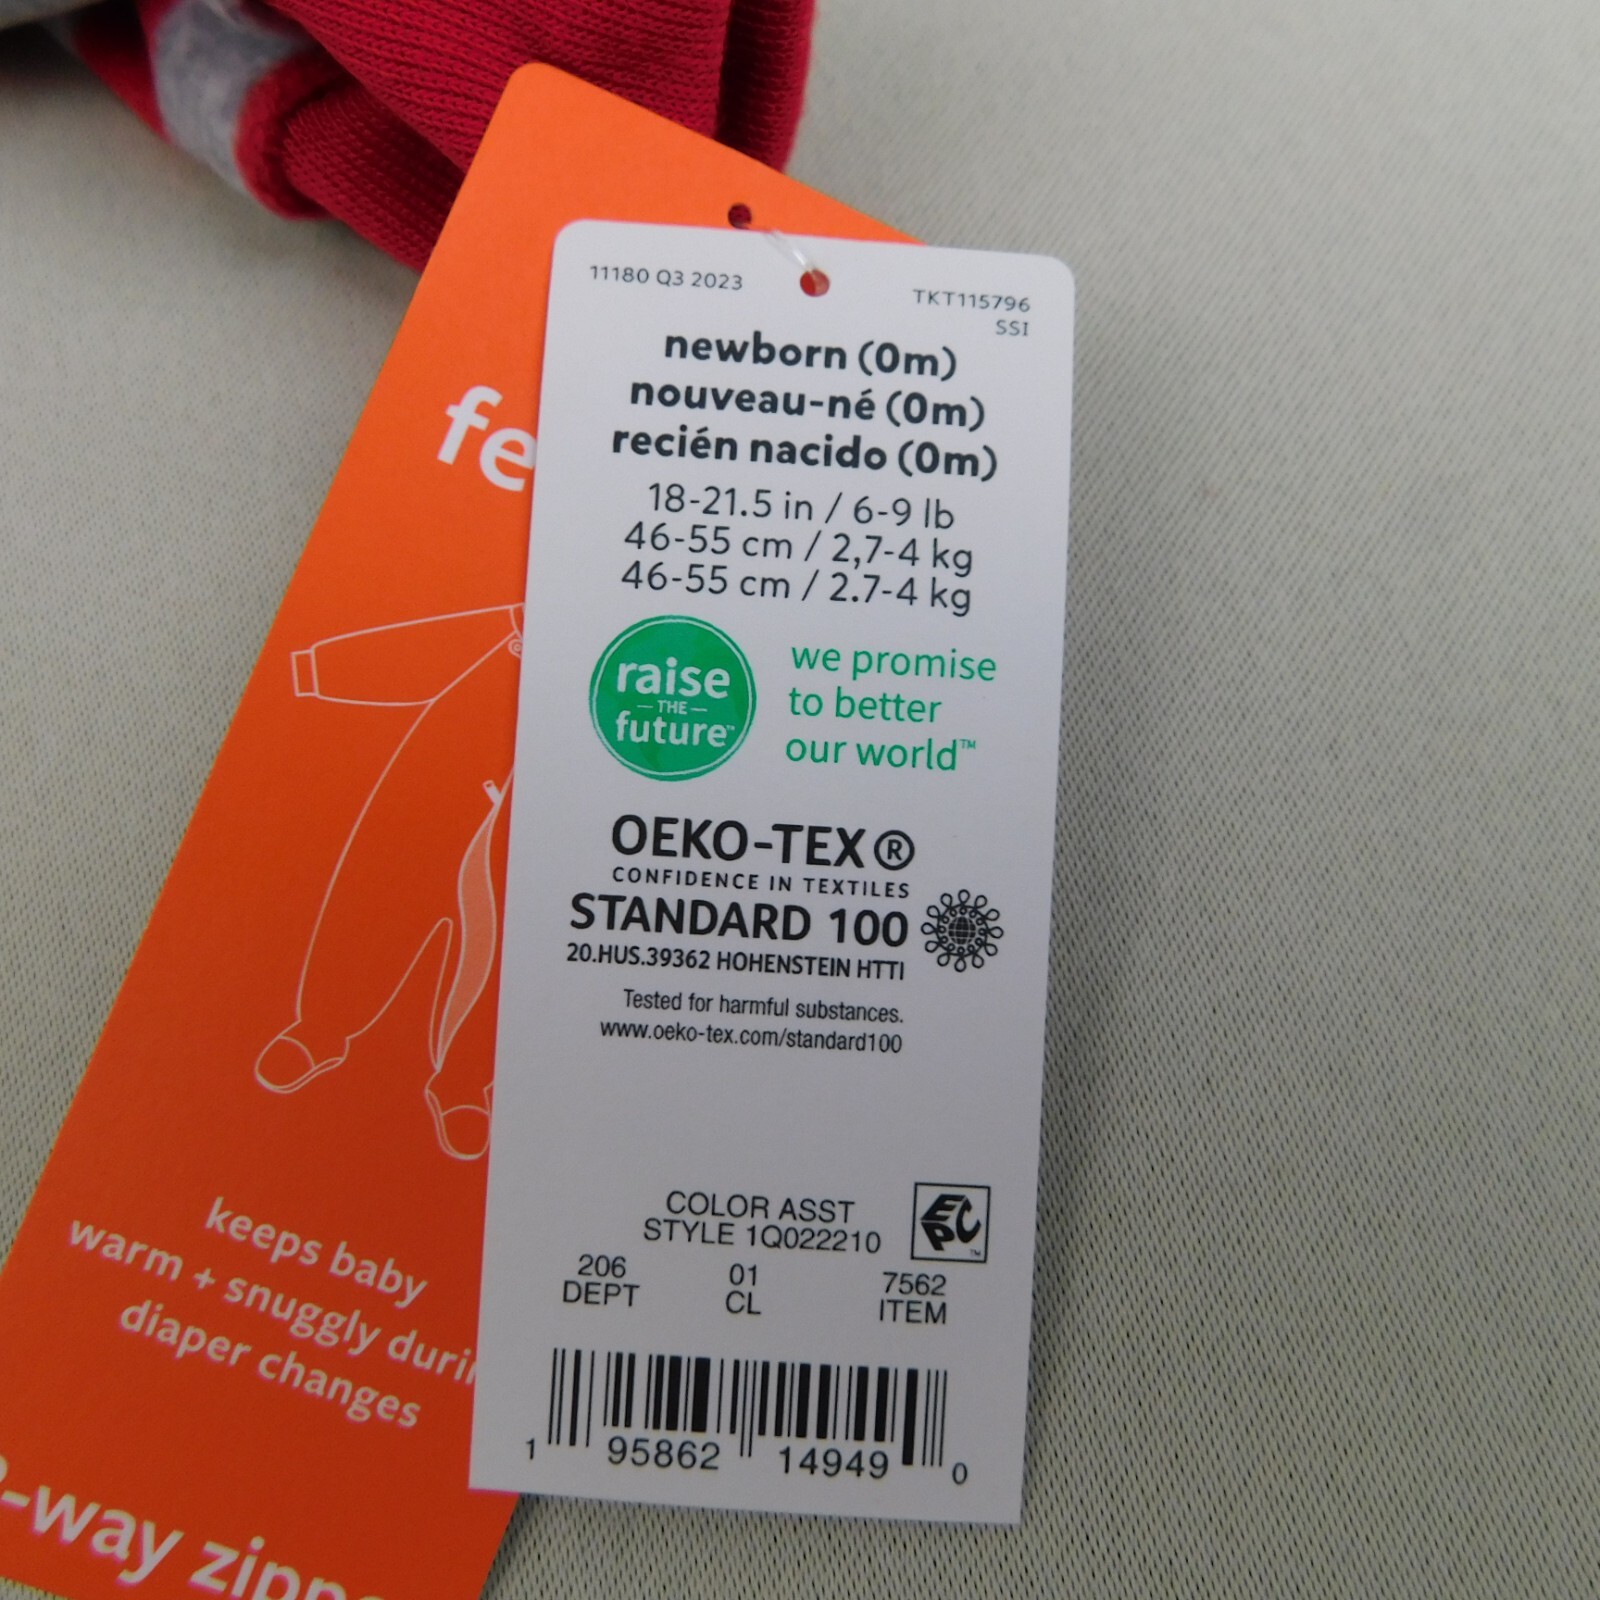 11180 Q3 2023
TKT115796
SSI
newborn (0m)
nouveau-né (0m)
recién nacido (0m)
18-21.5 in / 6-9 lb
46-55 cm / 2,7-4 kg
46-55 cm / 2.7-4 kg
raise
THE
future™
we promise
to better
our world™
OEKO-TEX®
CONFIDENCE IN TEXTILES
STANDARD 100
20.HUS.39362 HOHENSTEIN HTTI
Tested for harmful substances.
www.oeko-tex.com/standard100
COLOR ASST
STYLE 1Q022210
EPC™
206 01 7562
DEPT CL ITEM
1 95862 14949 0
fe
keeps baby
warm + snuggly duri
diaper changes
-way zipp